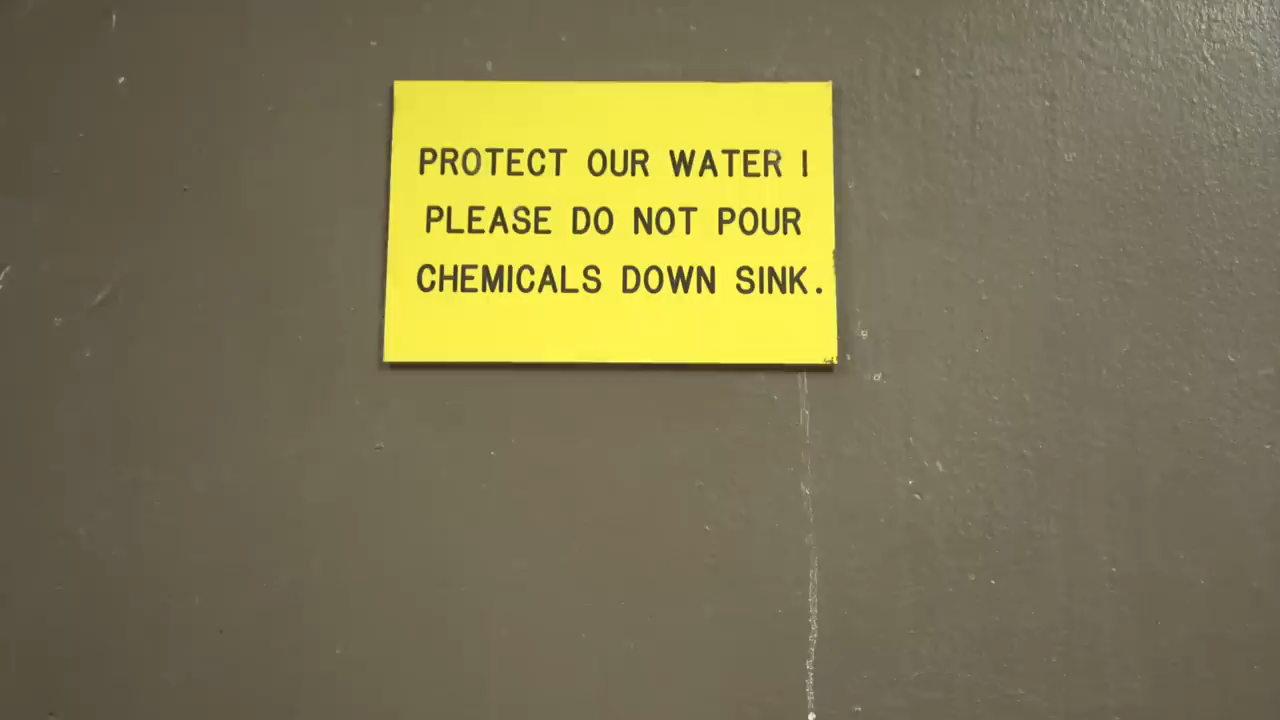 PROTECT OUR WATER !
PLEASE DO NOT POUR
CHEMICALS DOWN SINK.